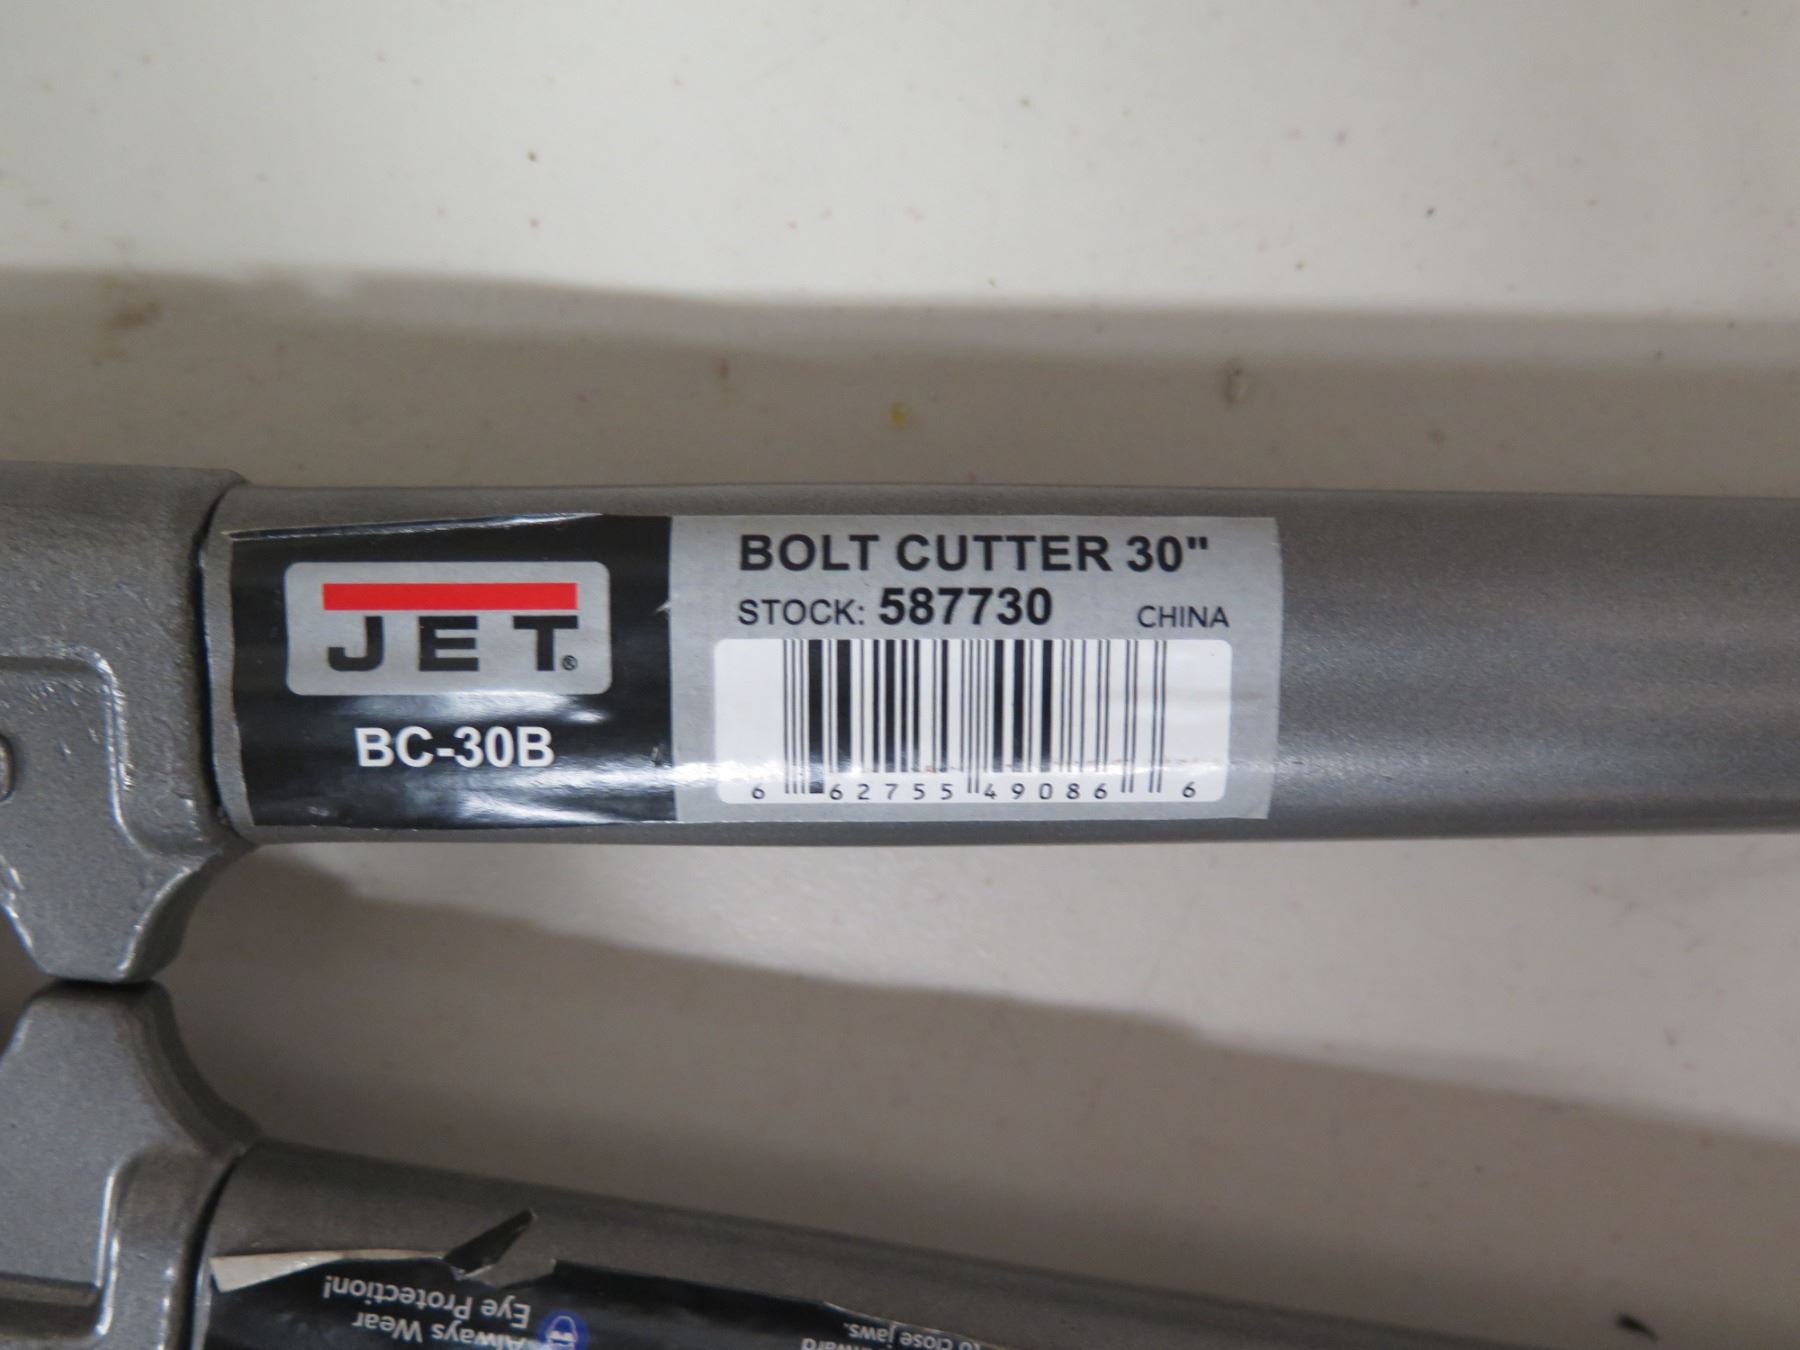 JET®
BC-30B
BOLT CUTTER 30"
STOCK: 587730 CHINA
6 62755 49086 6
Always Wear
Eye Protection!
to close jaws.